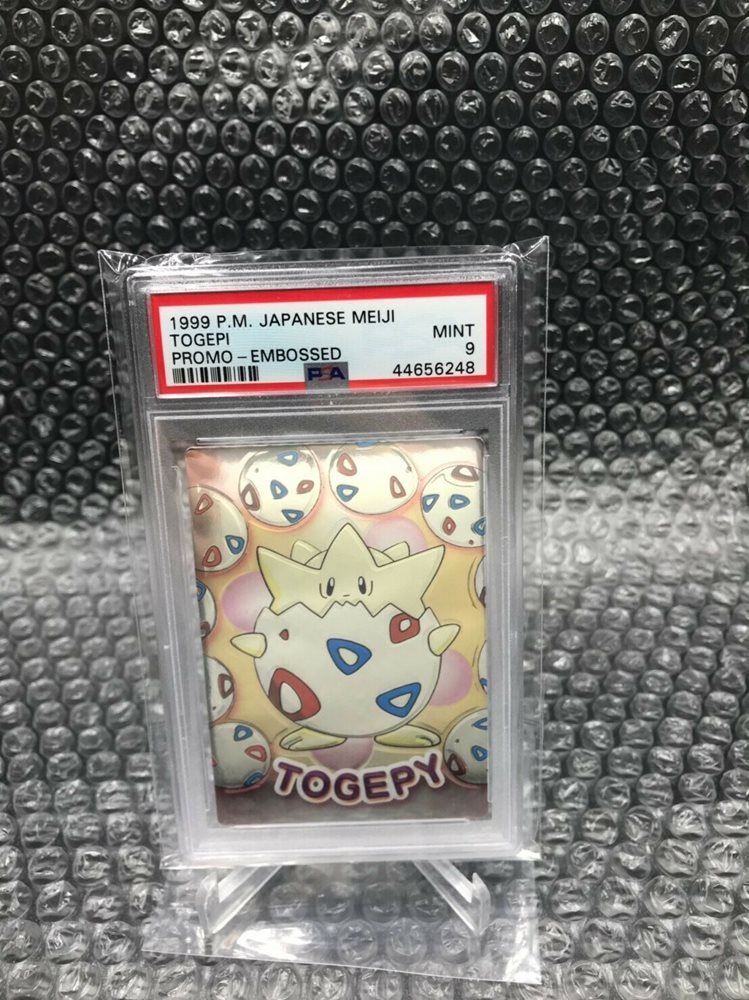 1999 P.M. JAPANESE MEIJI
TOGEPI
MINT
PROMO - EMBOSSED
9
PSA
44656248
TOGEPY